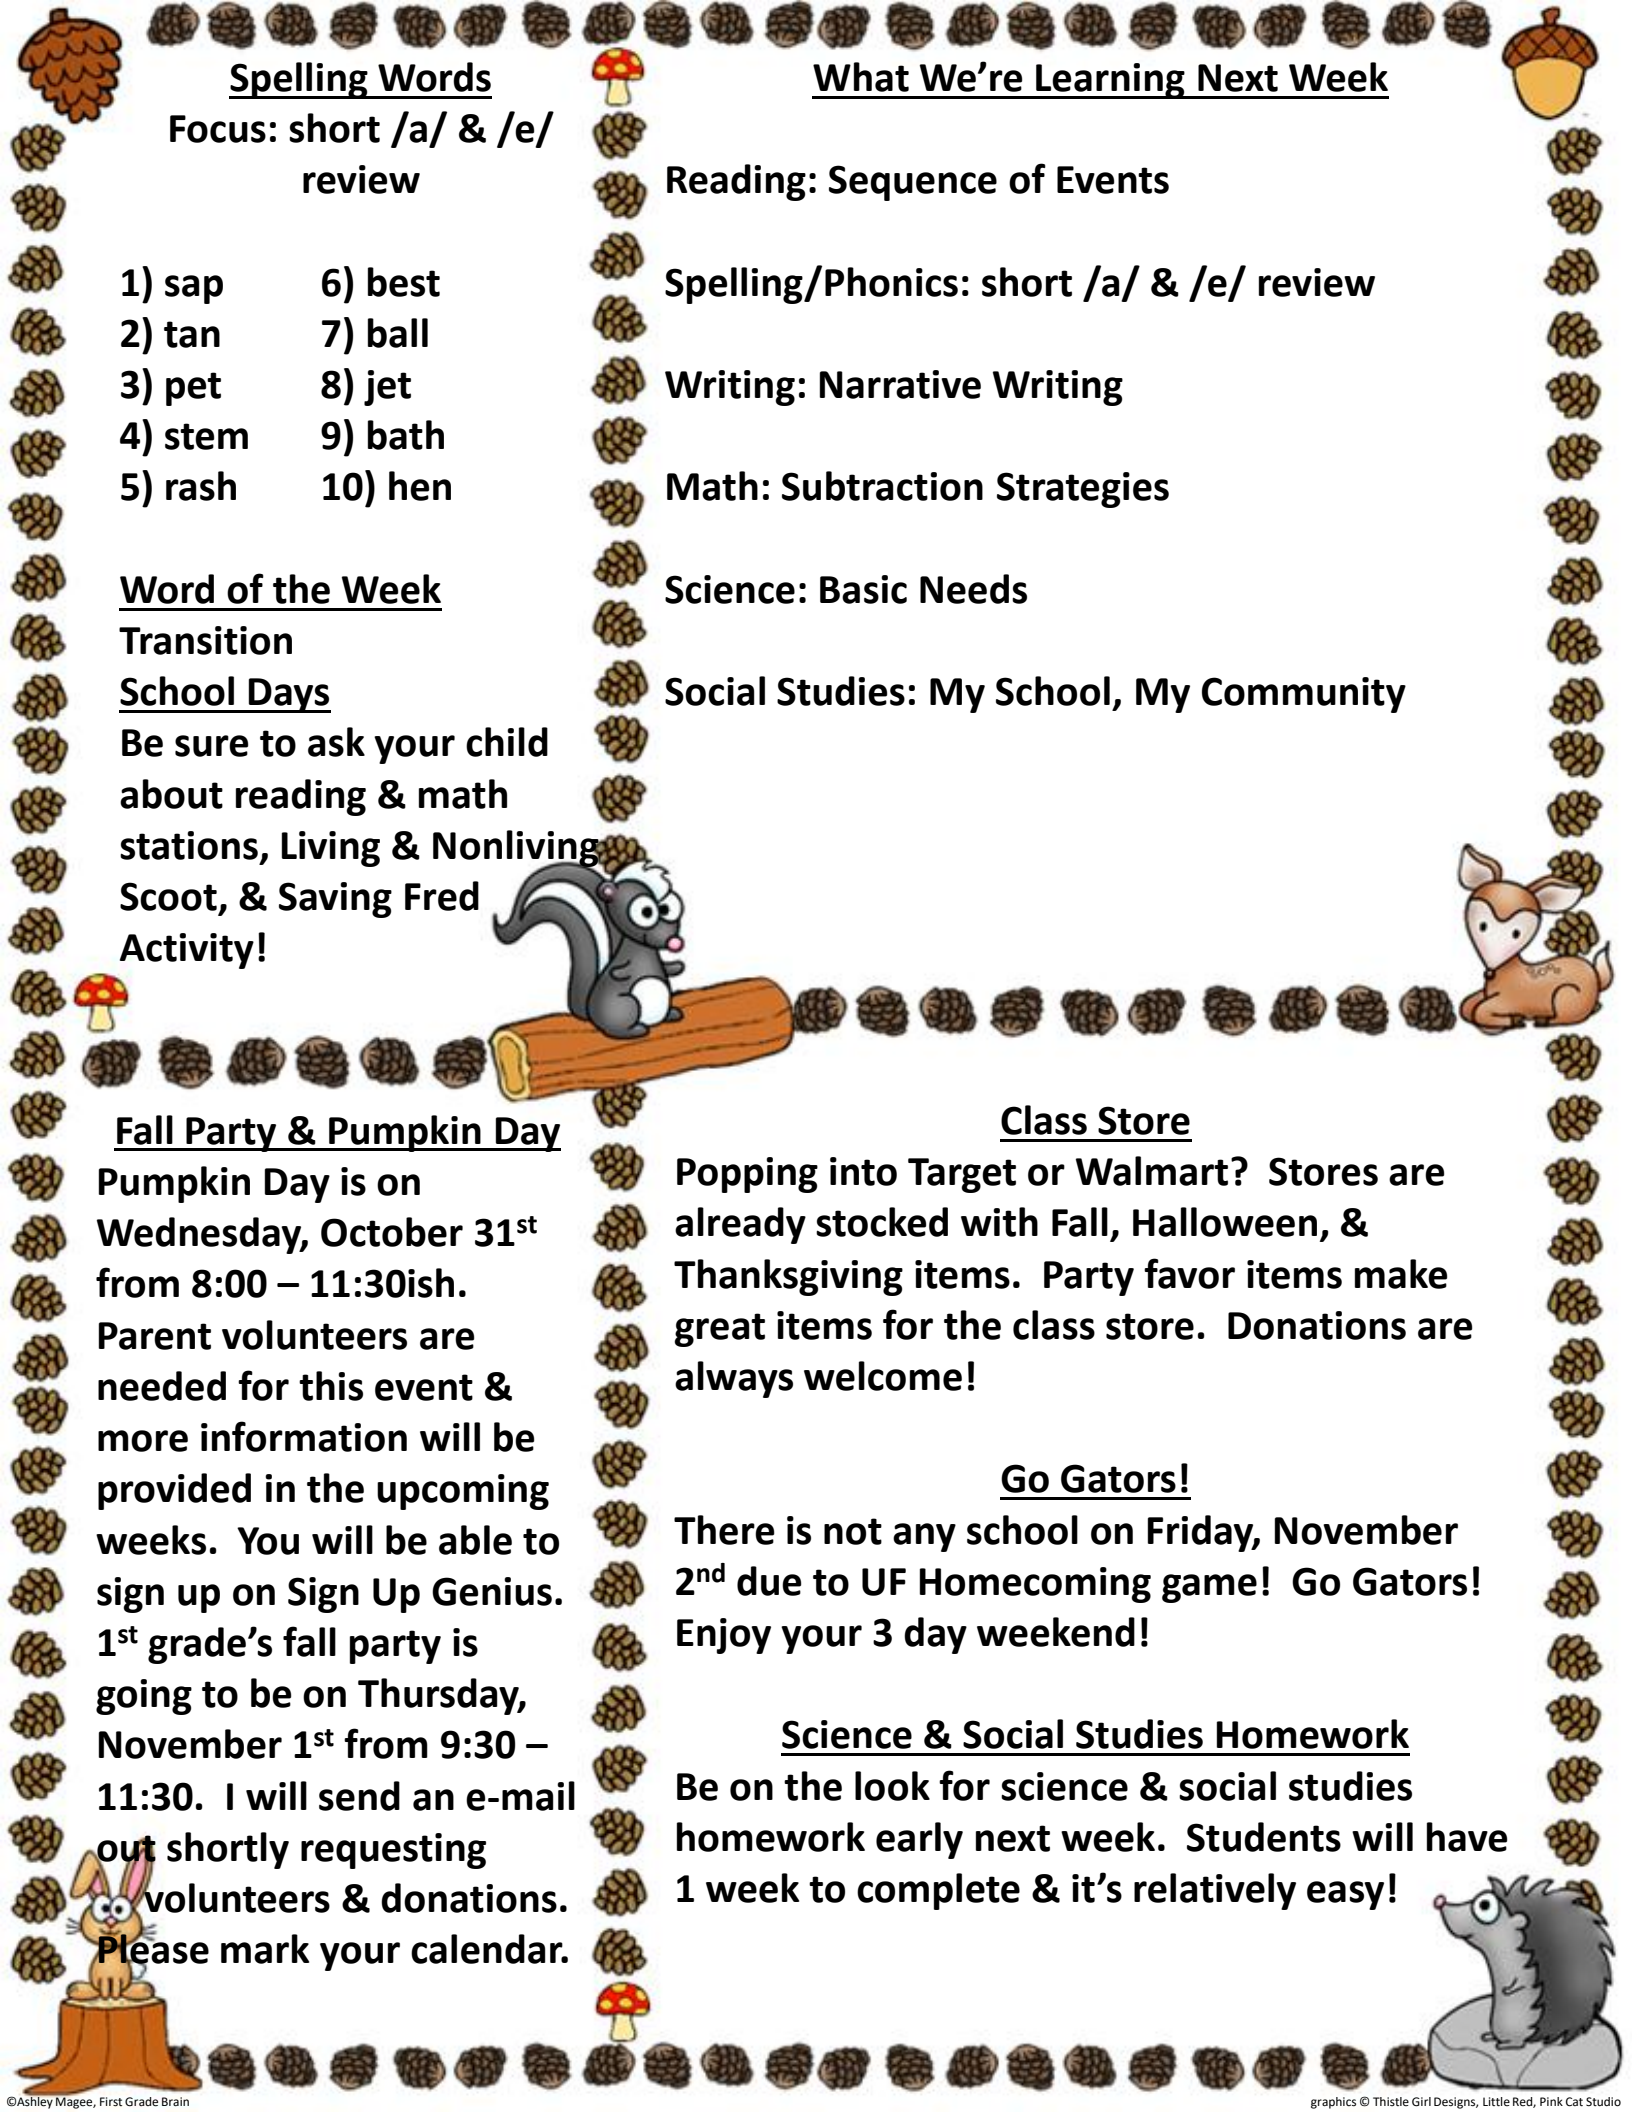 Spelling Words
Focus: short /a/ & /e/
review
1) sap 6) best
2) tan 7) ball
3) pet 8) jet
4) stem 9) bath
5) rash 10) hen
Word of the Week
Transition
School Days
Be sure to ask your child
about reading & math
stations, Living & Nonliving
Scoot, & Saving Fred
Activity!
What We're Learning Next Week
Reading: Sequence of Events
Spelling/Phonics: short /a/ & /e/ review
Writing: Narrative Writing
Math: Subtraction Strategies
Science: Basic Needs
Social Studies: My School, My Community
Fall Party & Pumpkin Day
Pumpkin Day is on
Wednesday, October 31st
from 8:00 – 11:30ish.
Parent volunteers are
needed for this event &
more information will be
provided in the upcoming
weeks.  You will be able to
sign up on Sign Up Genius.
1st grade's fall party is
going to be on Thursday,
November 1st from 9:30 –
11:30.  I will send an e-mail
out shortly requesting
volunteers & donations.
Please mark your calendar.
Class Store
Popping into Target or Walmart?  Stores are
already stocked with Fall, Halloween, &
Thanksgiving items.  Party favor items make
great items for the class store.  Donations are
always welcome!
Go Gators!
There is not any school on Friday, November
2nd due to UF Homecoming game!  Go Gators!
Enjoy your 3 day weekend!
Science & Social Studies Homework
Be on the look for science & social studies
homework early next week.  Students will have
1 week to complete & it's relatively easy!
©Ashley Magee, First Grade Brain
graphics © Thistle Girl Designs, Little Red, Pink Cat Studio